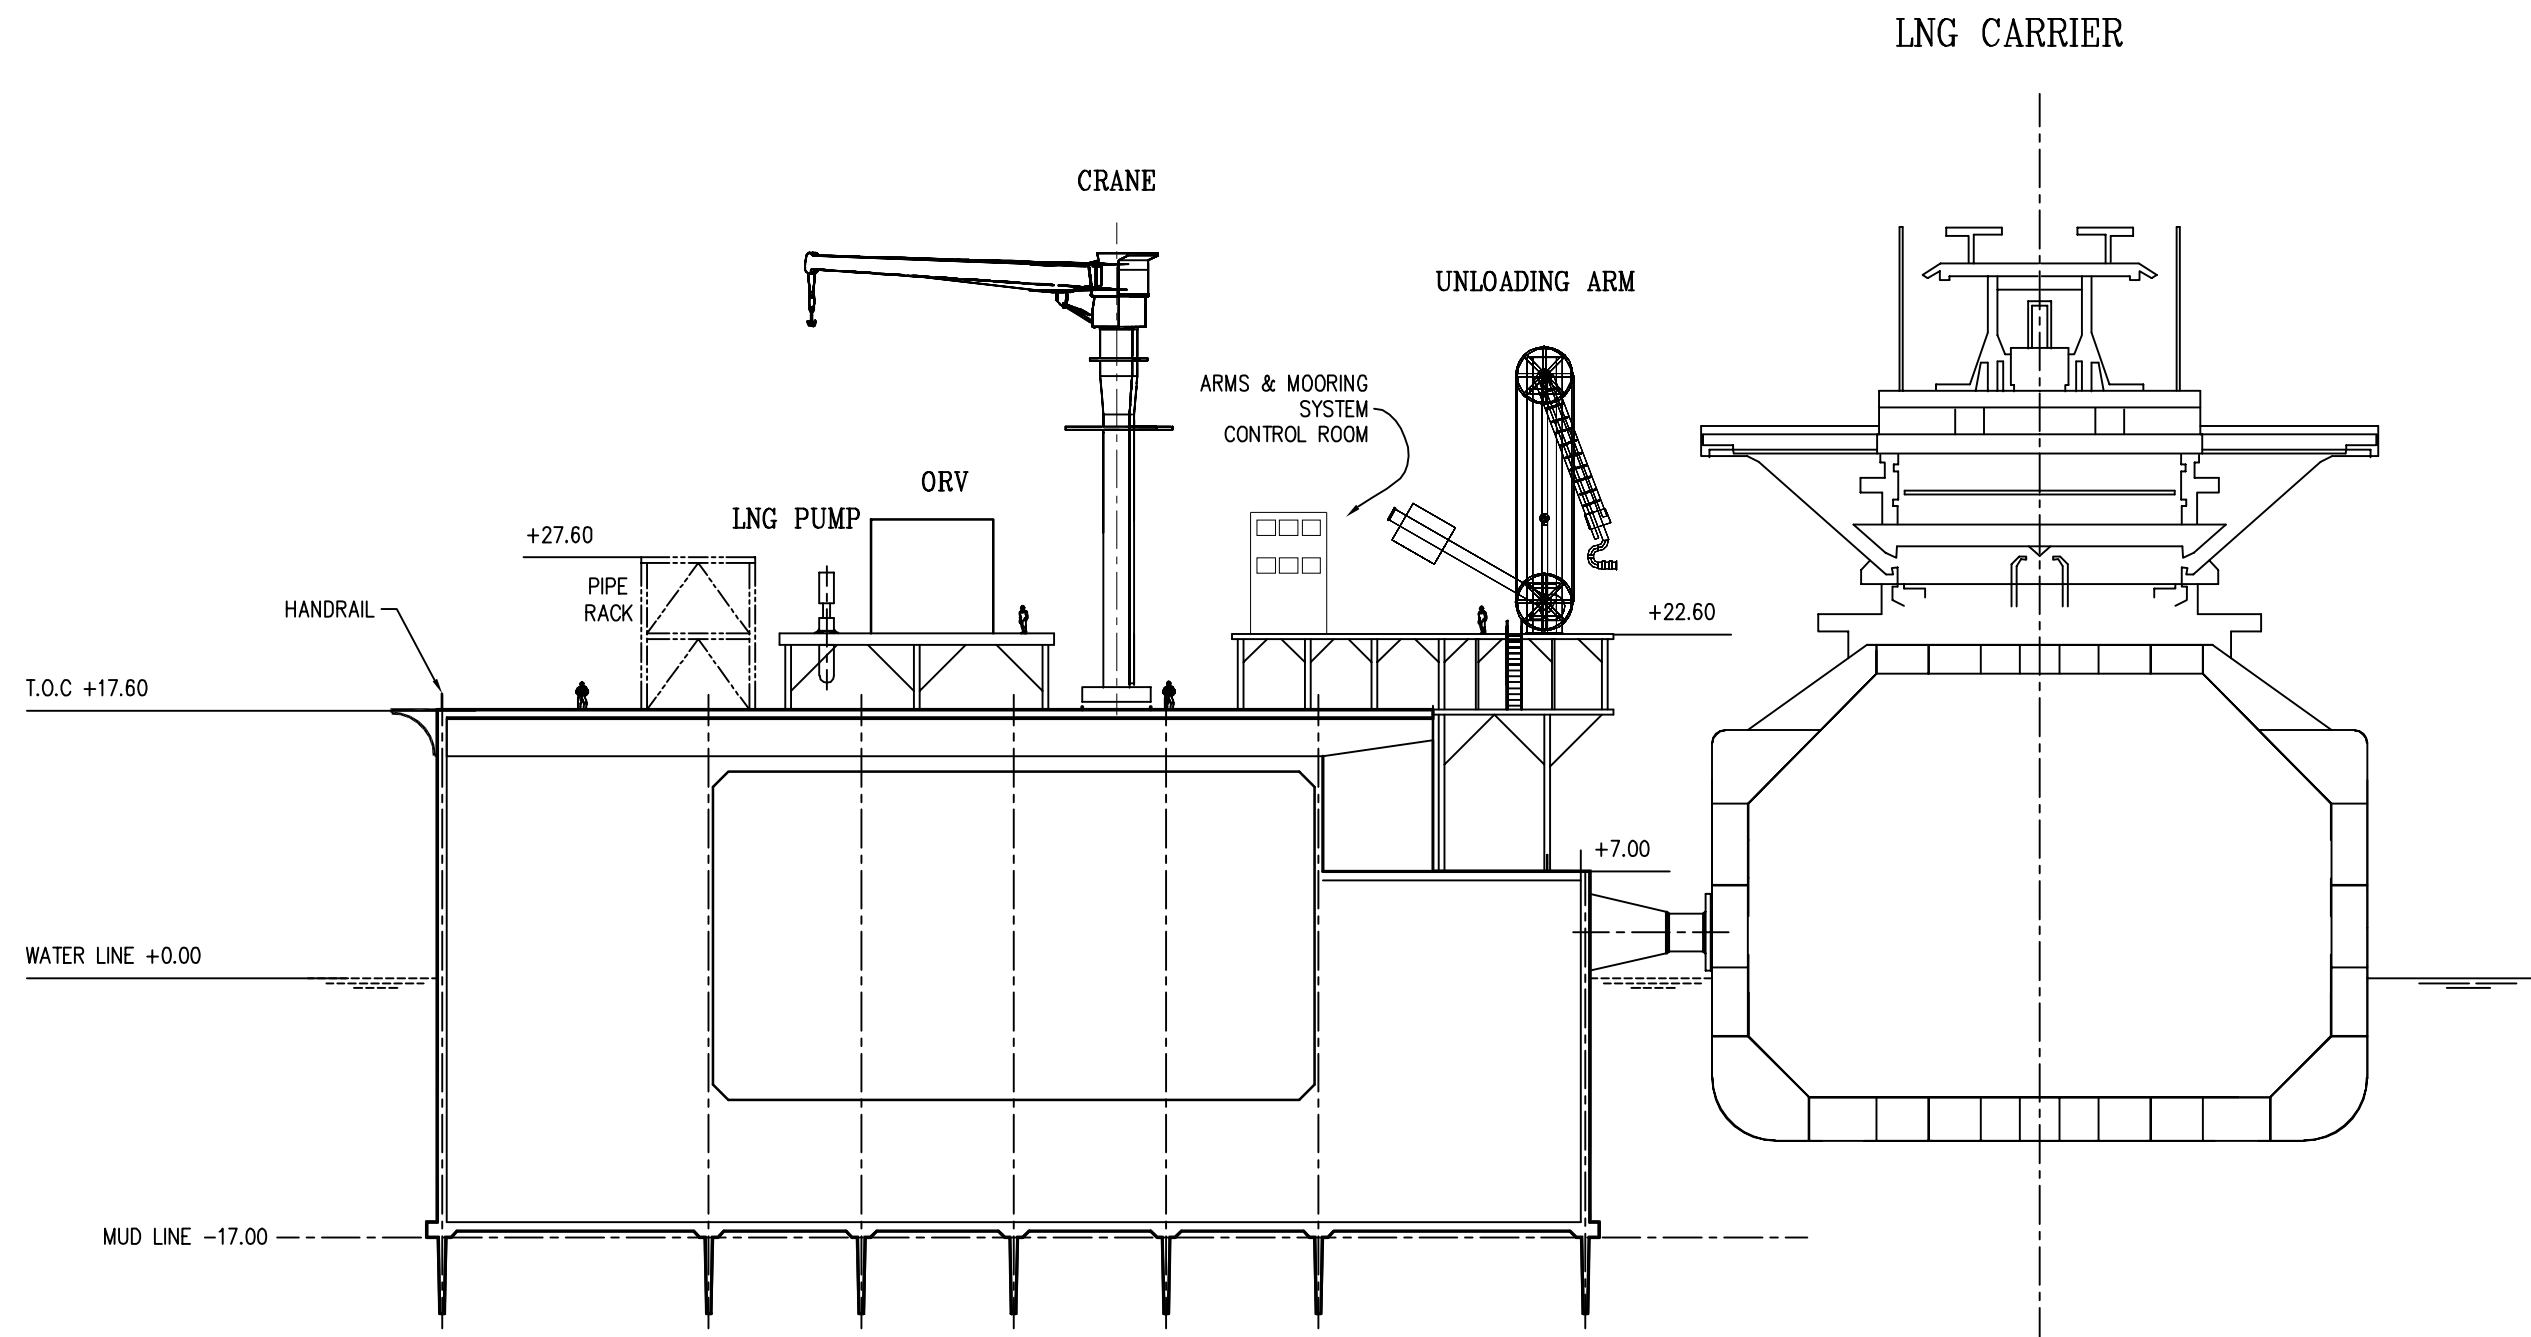 LNG CARRIER
CRANE
UNLOADING ARM
ARMS & MOORING
SYSTEM
CONTROL ROOM
ORV
LNG PUMP
+27.60
PIPE
RACK
HANDRAIL
+22.60
T.O.C +17.60
+7.00
WATER LINE +0.00
MUD LINE -17.00